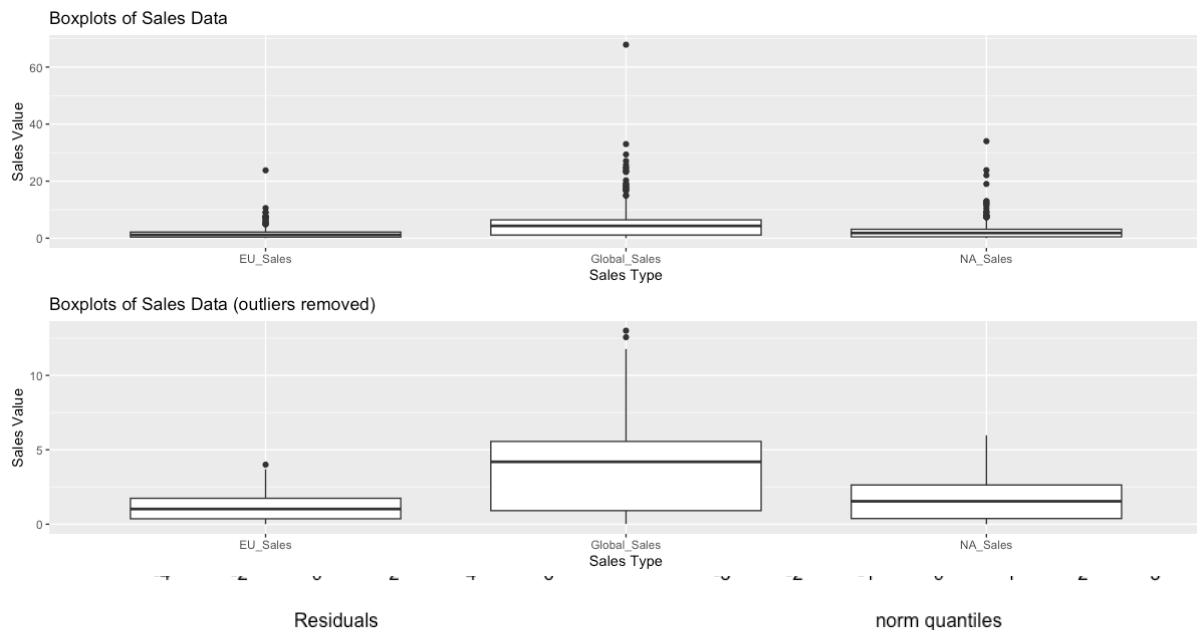 Boxplots of Sales Data
60
40
20
0
Sales Value
EU_Sales Global_Sales NA_Sales
Sales Type
Boxplots of Sales Data (outliers removed)
10
5
0
Sales Value
EU_Sales Global_Sales NA_Sales
Sales Type
Residuals norm quantiles